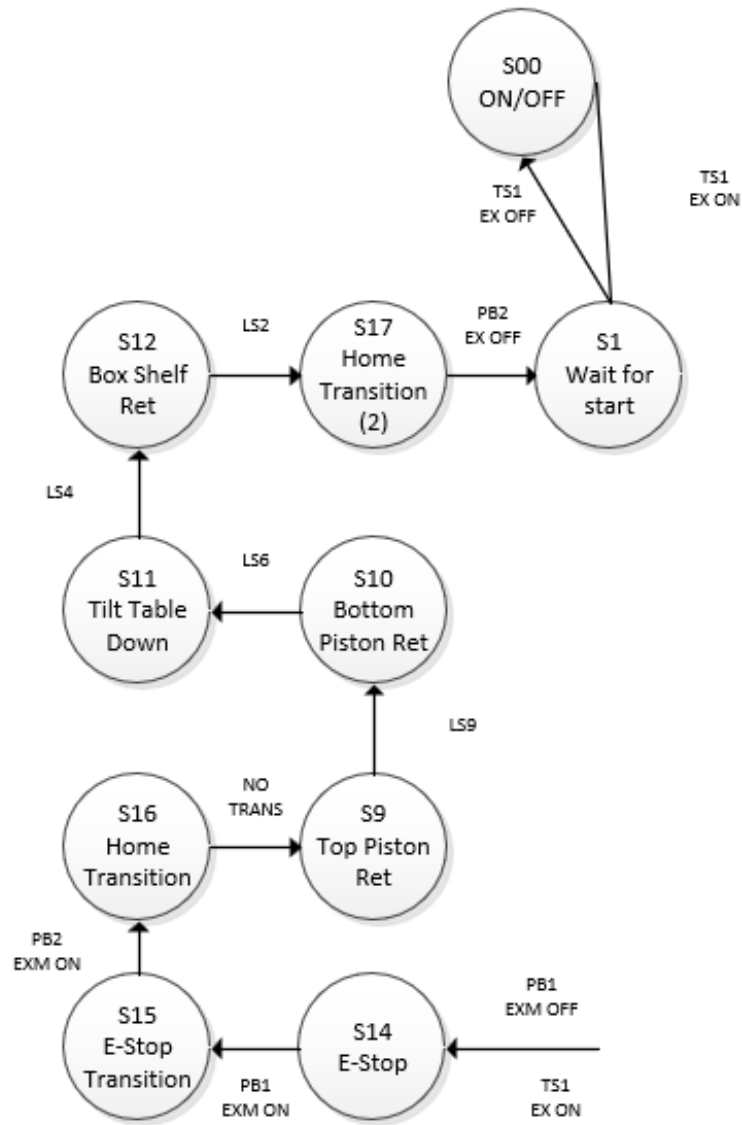 S00
ON/OFF
TS1
EX OFF
TS1
EX ON
S12
Box Shelf
Ret
LS2
S17
Home
Transition
(2)
PB2
EX OFF
S1
Wait for
start
LS4
S11
Tilt Table
Down
LS6
S10
Bottom
Piston Ret
LS9
S16
Home
Transition
NO
TRANS
S9
Top Piston
Ret
PB2
EXM ON
S15
E-Stop
Transition
PB1
EXM ON
S14
E-Stop
PB1
EXM OFF
TS1
EX ON